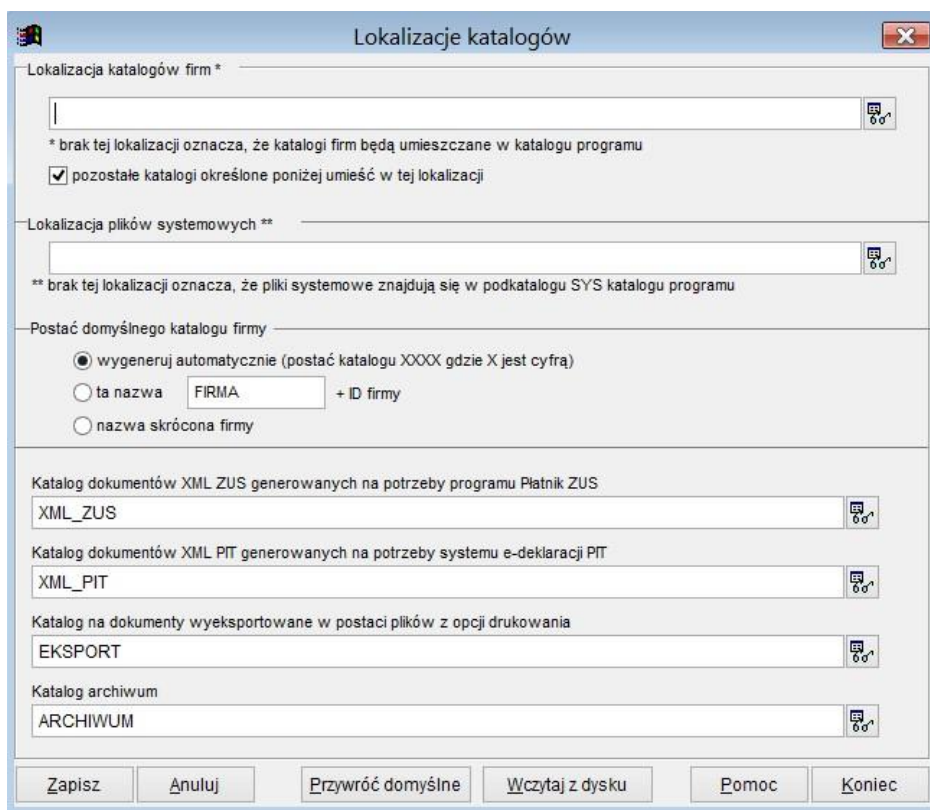 Lokalizacje katalogów
Lokalizacja katalogów firm *
* brak tej lokalizacji oznacza, że katalogi firm będą umieszczane w katalogu programu
pozostałe katalogi określone poniżej umieść w tej lokalizacji
Lokalizacja plików systemowych **
** brak tej lokalizacji oznacza, że pliki systemowe znajdują się w podkatalogu SYS katalogu programu
Postać domyślnego katalogu firmy
wygeneruj automatycznie (postać katalogu XXXX gdzie X jest cyfrą)
ta nazwa FIRMA + ID firmy
nazwa skrócona firmy
Katalog dokumentów XML ZUS generowanych na potrzeby programu Płatnik ZUS
XML_ZUS
Katalog dokumentów XML PIT generowanych na potrzeby systemu e-deklaracji PIT
XML_PIT
Katalog na dokumenty wyeksportowane w postaci plików z opcji drukowania
EKSPORT
Katalog archiwum
ARCHIWUM
Zapisz Anuluj Przywróć domyślne Wczytaj z dysku Pomoc Koniec